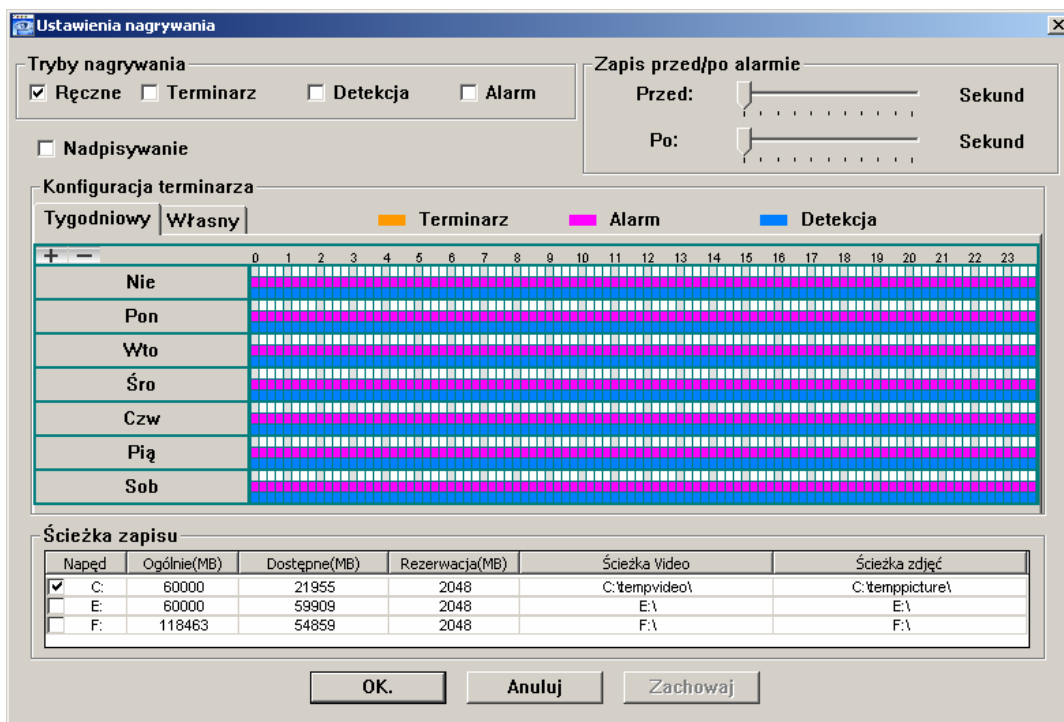 Ustawienia nagrywania
Tryby nagrywania
Ręczne Terminarz Detekcja Alarm
Zapis przed/po alarmie
Przed: Sekund
Po: Sekund
Nadpisywanie
Konfiguracja terminarza
Tygodniowy Własny Terminarz Alarm Detekcja
0 1 2 3 4 5 6 7 8 9 10 11 12 13 14 15 16 17 18 19 20 21 22 23
Nie
Pon
Wto
Śro
Czw
Pią
Sob
Ścieżka zapisu
Napęd Ogólnie(MB) Dostępne(MB) Rezerwacja(MB) Ścieżka Video Ścieżka zdjęć
C: 60000 21955 2048 C:\tempvideo\ C:\temppicture\
E: 60000 59909 2048 E:\ E:\
F: 118463 54859 2048 F:\ F:\
OK. Anuluj Zachowaj